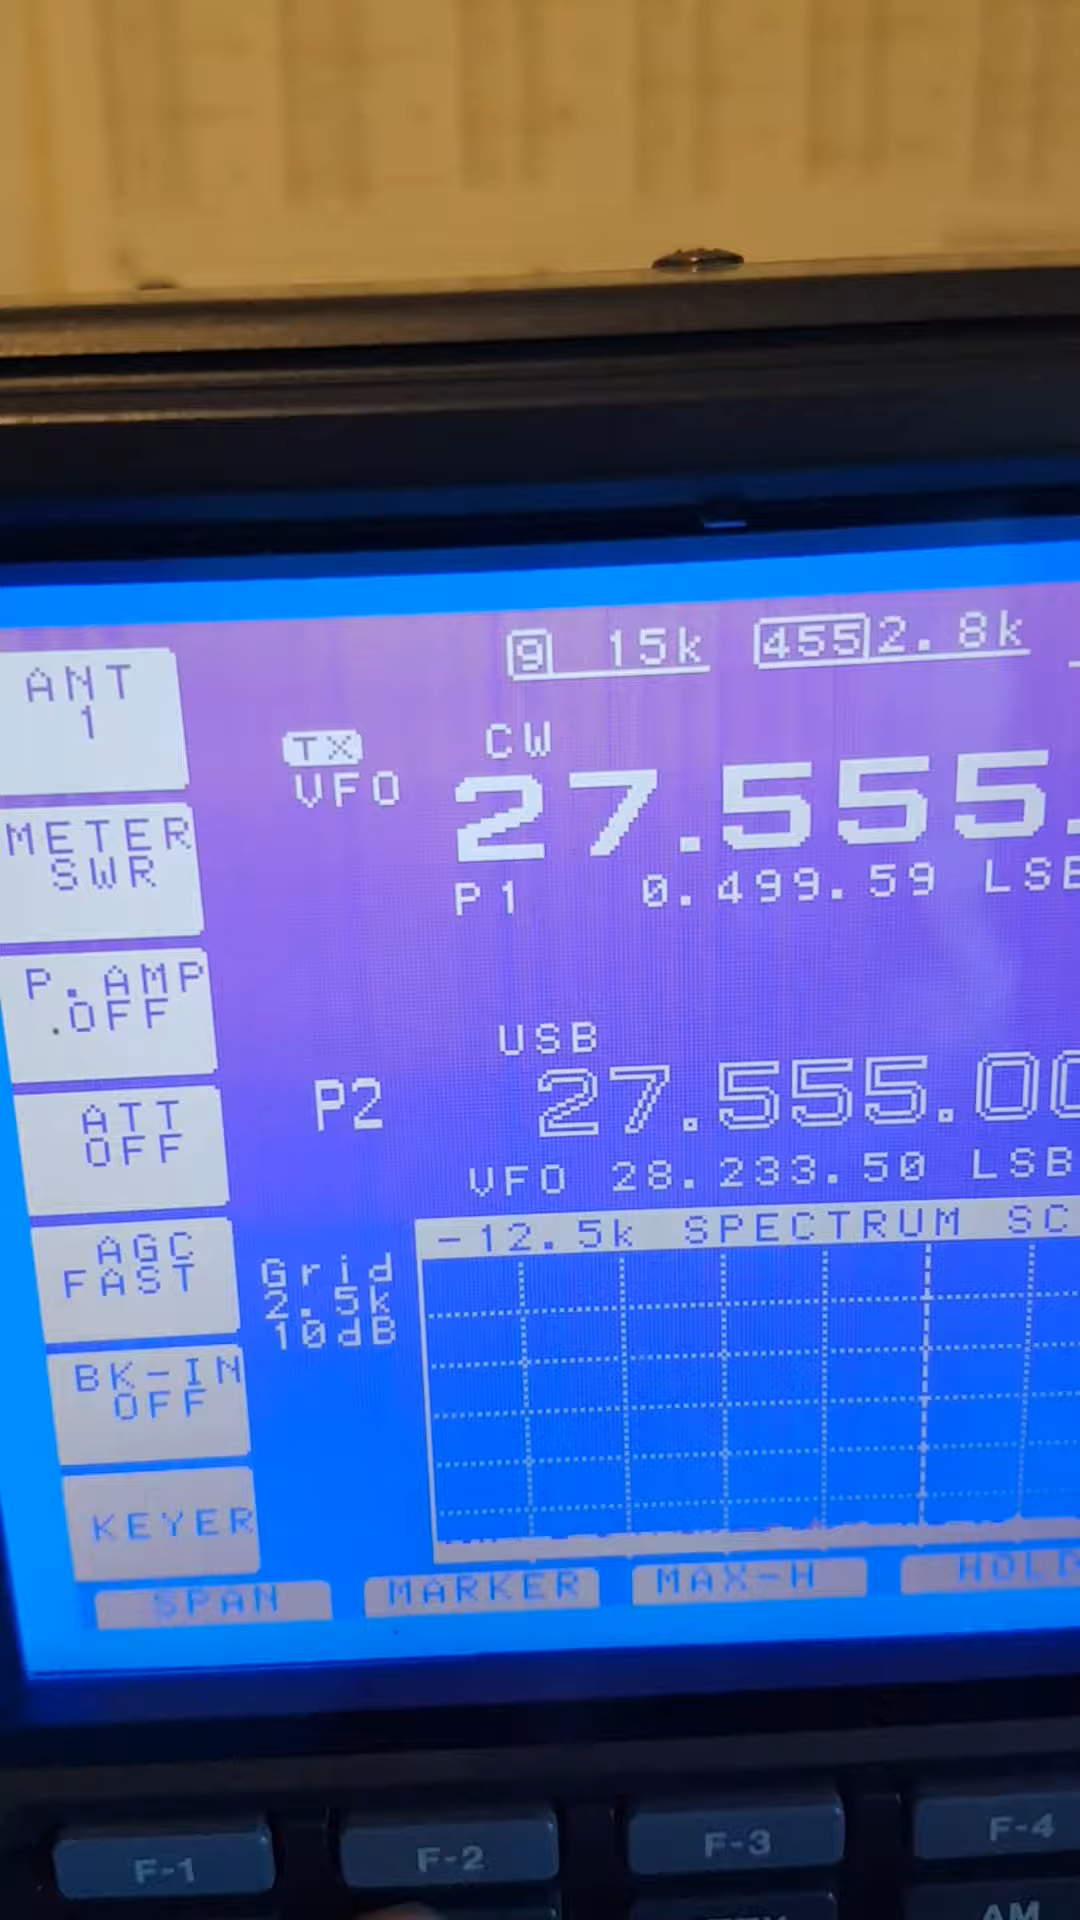 9 15k 455 2.8k
ANT
1
TX
CW
VFO
27.555.
METER
SWR
P1 0.499.59 LSB
P.AMP
.OFF
USB
P2
27.555.00
ATT
OFF
VFO 28.233.50 LSB
-12.5k SPECTRUM SC
AGC
FAST
Grid
2.5k
10dB
BK-IN
OFF
KEYER
SPAN MARKER MAX-H HOLD
F-1 F-2 F-3 F-4
AM